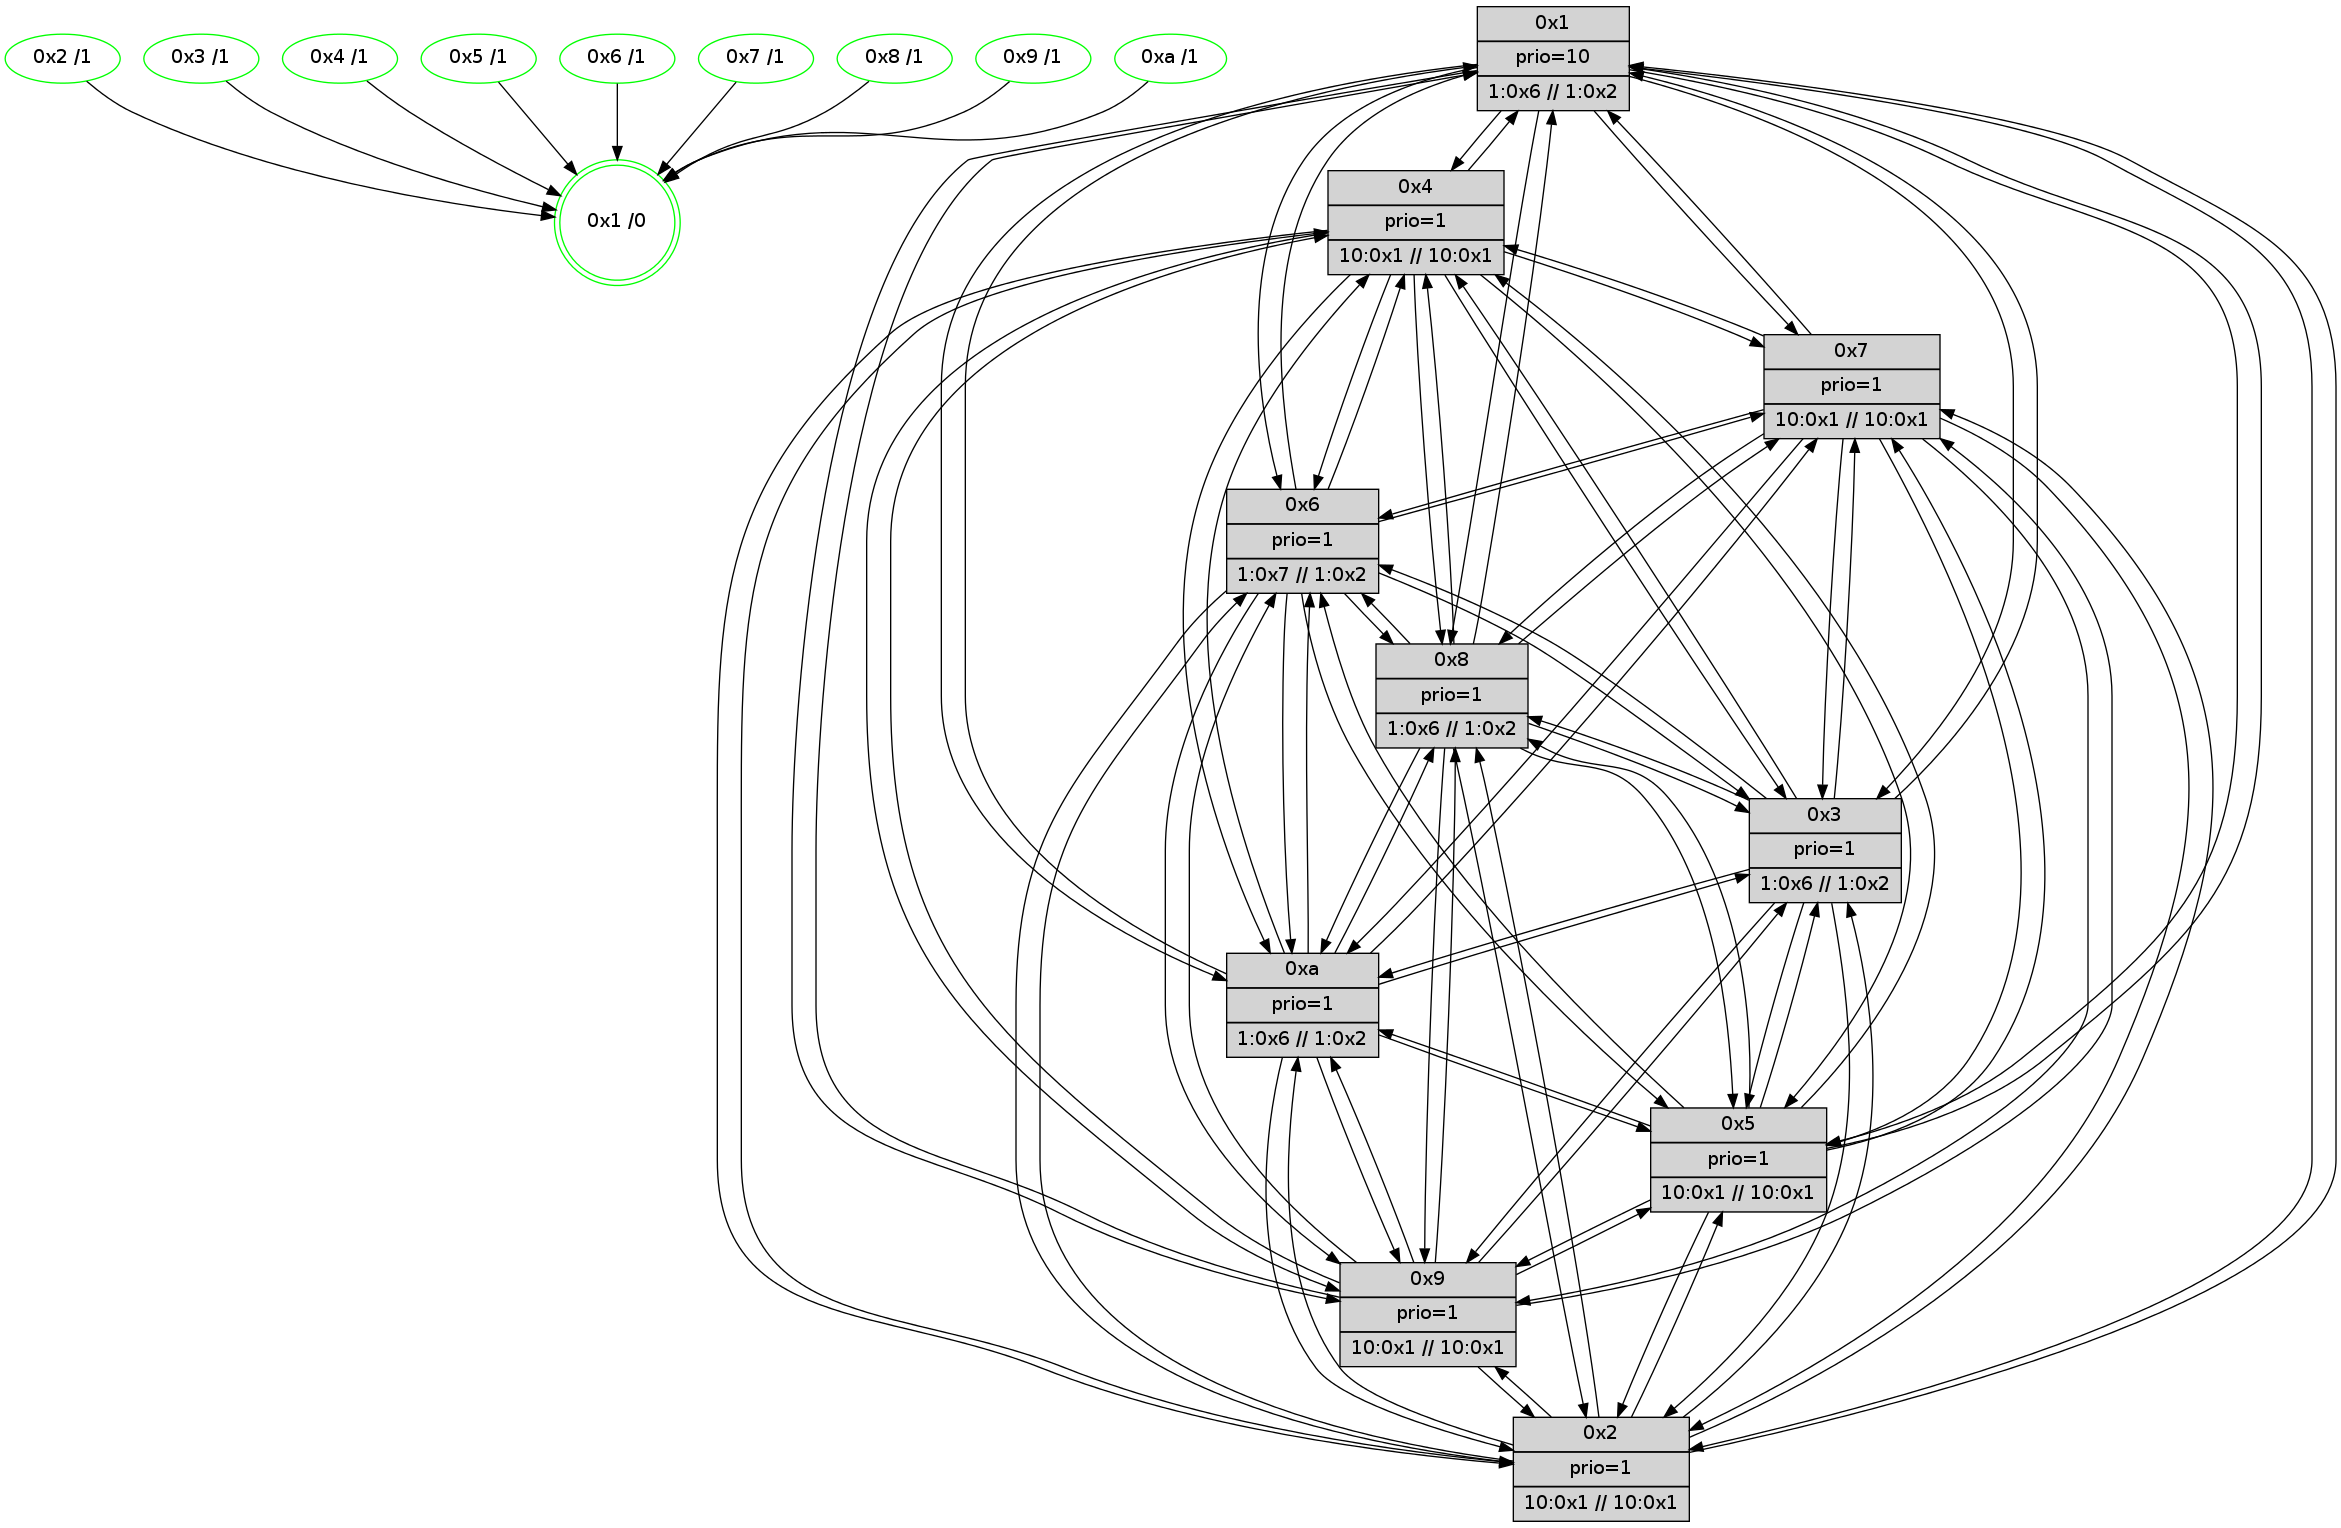 0x2 /1
0x3 /1
0x4 /1
0x5 /1
0x6 /1
0x7 /1
0x8 /1
0x9 /1
0xa /1
0x1 /0
0x1
prio=10
1:0x6 // 1:0x2
0x4
prio=1
10:0x1 // 10:0x1
0x7
prio=1
10:0x1 // 10:0x1
0x6
prio=1
1:0x7 // 1:0x2
0x8
prio=1
1:0x6 // 1:0x2
0x3
prio=1
1:0x6 // 1:0x2
0xa
prio=1
1:0x6 // 1:0x2
0x5
prio=1
10:0x1 // 10:0x1
0x9
prio=1
10:0x1 // 10:0x1
0x2
prio=1
10:0x1 // 10:0x1